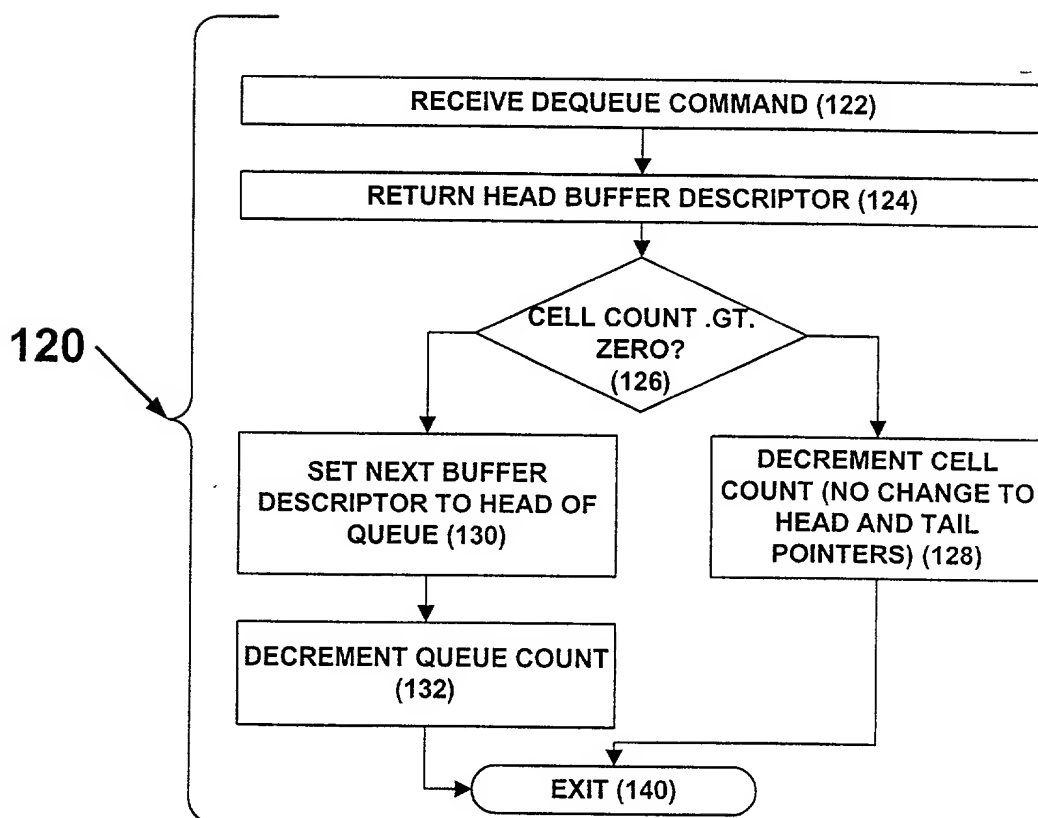 RECEIVE DEQUEUE COMMAND (122)
RETURN HEAD BUFFER DESCRIPTOR (124)
CELL COUNT .GT.
ZERO?
(126)
120
SET NEXT BUFFER
DESCRIPTOR TO HEAD OF
QUEUE (130)
DECREMENT CELL
COUNT (NO CHANGE TO
HEAD AND TAIL
POINTERS) (128)
DECREMENT QUEUE COUNT
(132)
EXIT (140)